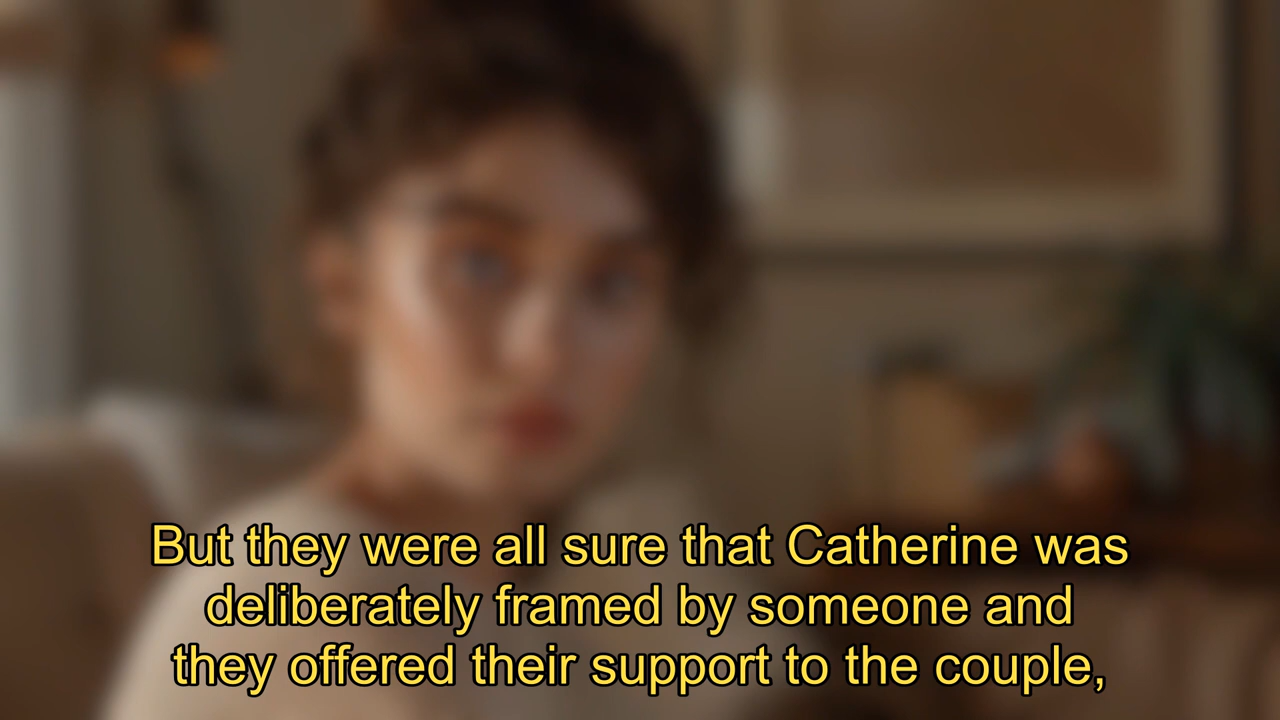 But they were all sure that Catherine was
deliberately framed by someone and
they offered their support to the couple,